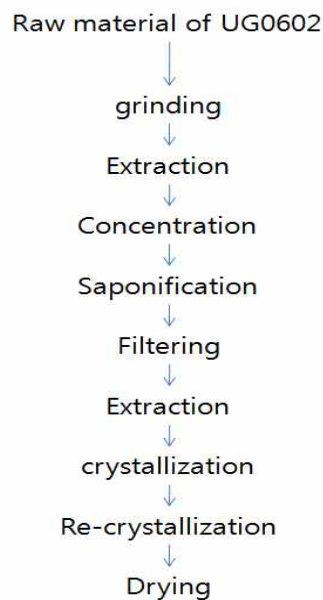 Raw material of UG0602
grinding
Extraction
Concentration
Saponification
Filtering
Extraction
crystallization
Re-crystallization
Drying